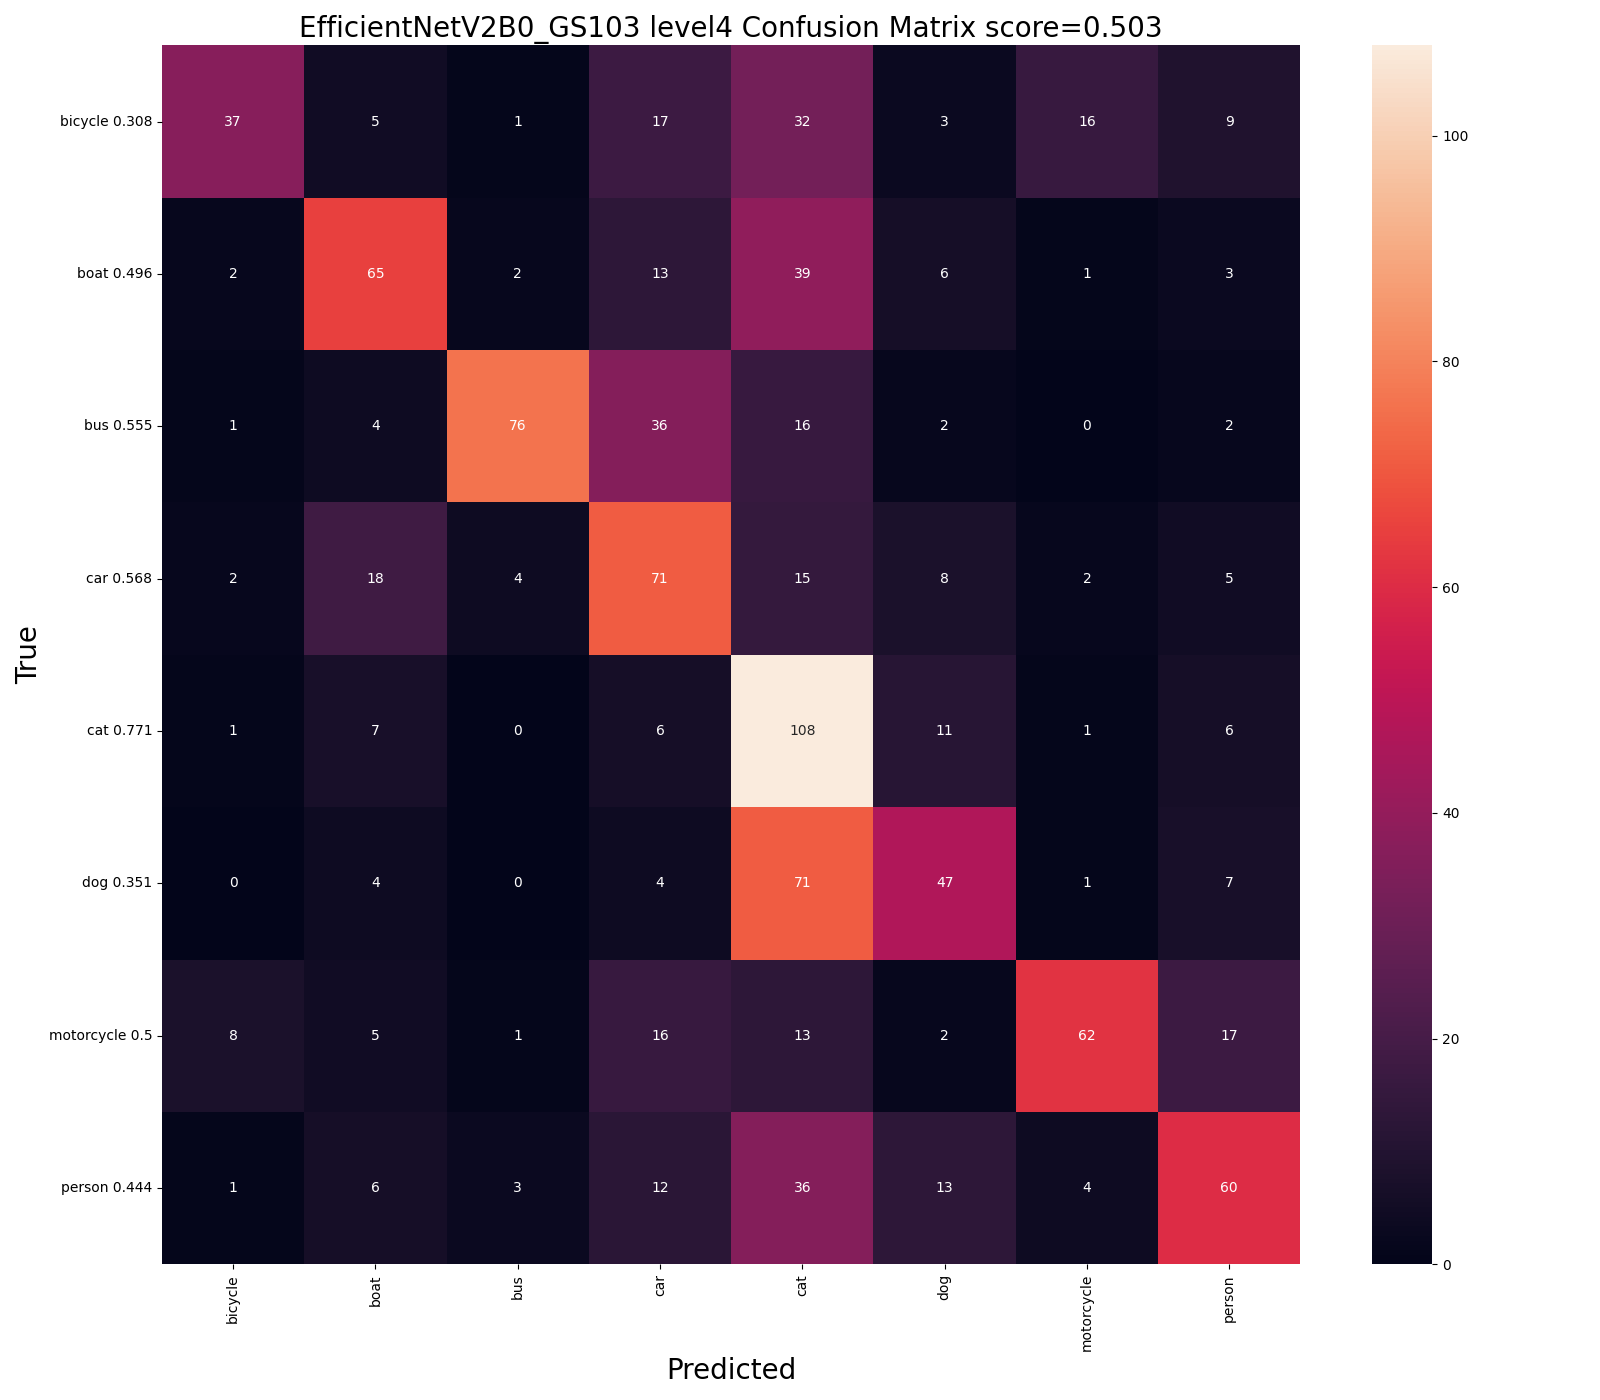 EfficientNetV2B0_GS103 level4 Confusion Matrix score=0.503
bicycle 0.308 37 5 1 17 32 3 16 9
boat 0.496 2 65 2 13 39 6 1 3
bus 0.555 1 4 76 36 16 2 0 2
car 0.568 2 18 4 71 15 8 2 5
cat 0.771 1 7 0 6 108 11 1 6
dog 0.351 0 4 0 4 71 47 1 7
motorcycle 0.5 8 5 1 16 13 2 62 17
person 0.444 1 6 3 12 36 13 4 60
bicycle boat bus car cat dog motorcycle person
Predicted
True
100
80
60
40
20
0